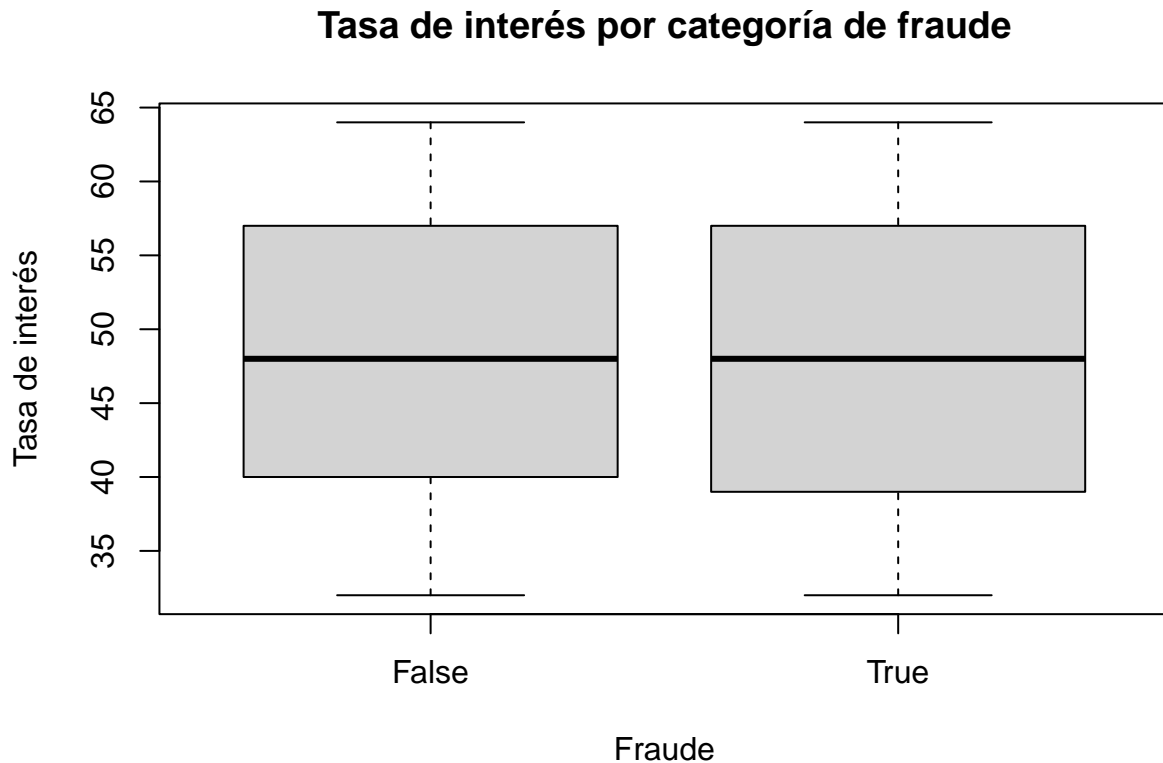 Tasa de interés por categoría de fraude
Tasa de interés
65
60
55
50
45
40
35
False True
Fraude